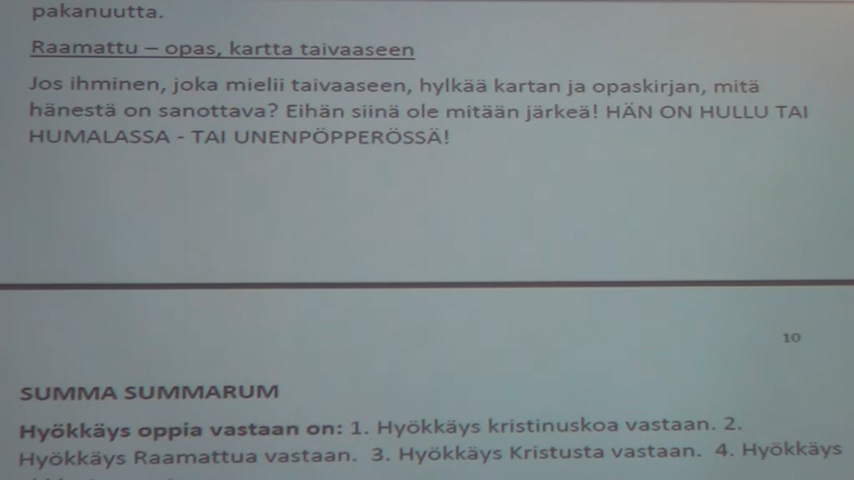 pakanuutta.
Raamattu – opas, kartta taivaaseen
Jos ihminen, joka mielii taivaaseen, hylkää kartan ja opaskirjan, mitä
hänestä on sanottava? Eihän siinä ole mitään järkeä! HÄN ON HULLU TAI
HUMALASSA - TAI UNENPÖPPERÖSSÄ!
10
SUMMA SUMMARUM
Hyökkäys oppia vastaan on: 1. Hyökkäys kristinuskoa vastaan. 2.
Hyökkäys Raamattua vastaan. 3. Hyökkäys Kristusta vastaan. 4. Hyökkäys